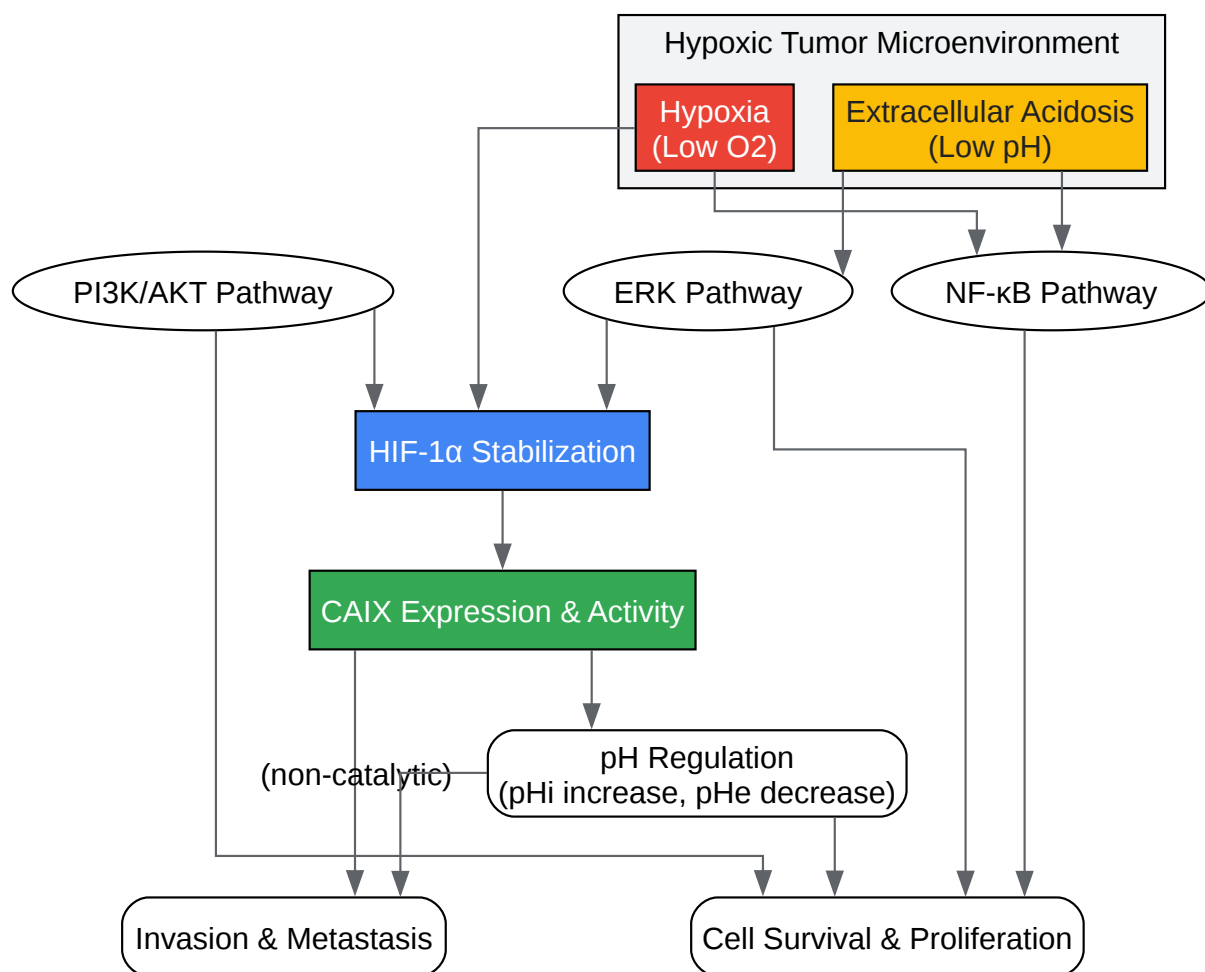 Hypoxic Tumor Microenvironment
Hypoxia
(Low O2)
Extracellular Acidosis
(Low pH)
PI3K/AKT Pathway
ERK Pathway
NF-κB Pathway
HIF-1α Stabilization
CAIX Expression & Activity
(non-catalytic)
pH Regulation
(pHi increase, pHe decrease)
Invasion & Metastasis
Cell Survival & Proliferation